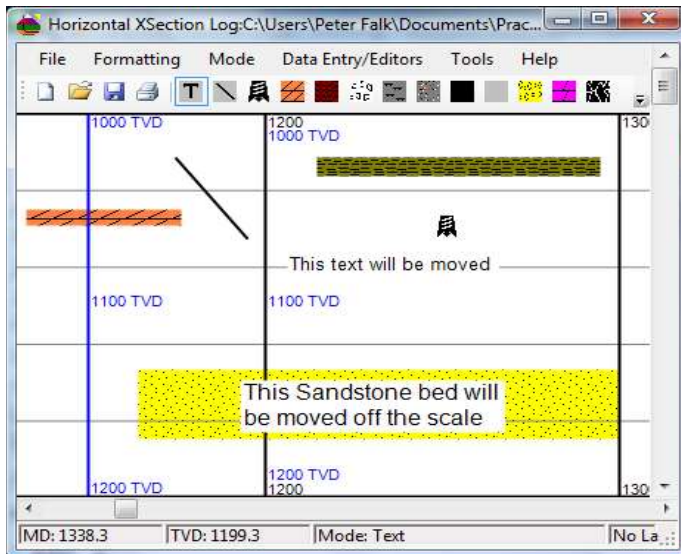 Horizontal XSection Log:C:\Users\Peter Falk\Documents\Prac...
File Formatting Mode Data Entry/Editors Tools Help
T
1000 TVD
1200
1000 TVD
130
This text will be moved
1100 TVD
1100 TVD
This Sandstone bed will
be moved off the scale
1200 TVD
1200 TVD
1200
130
MD: 1338.3 TVD: 1199.3 Mode: Text No La